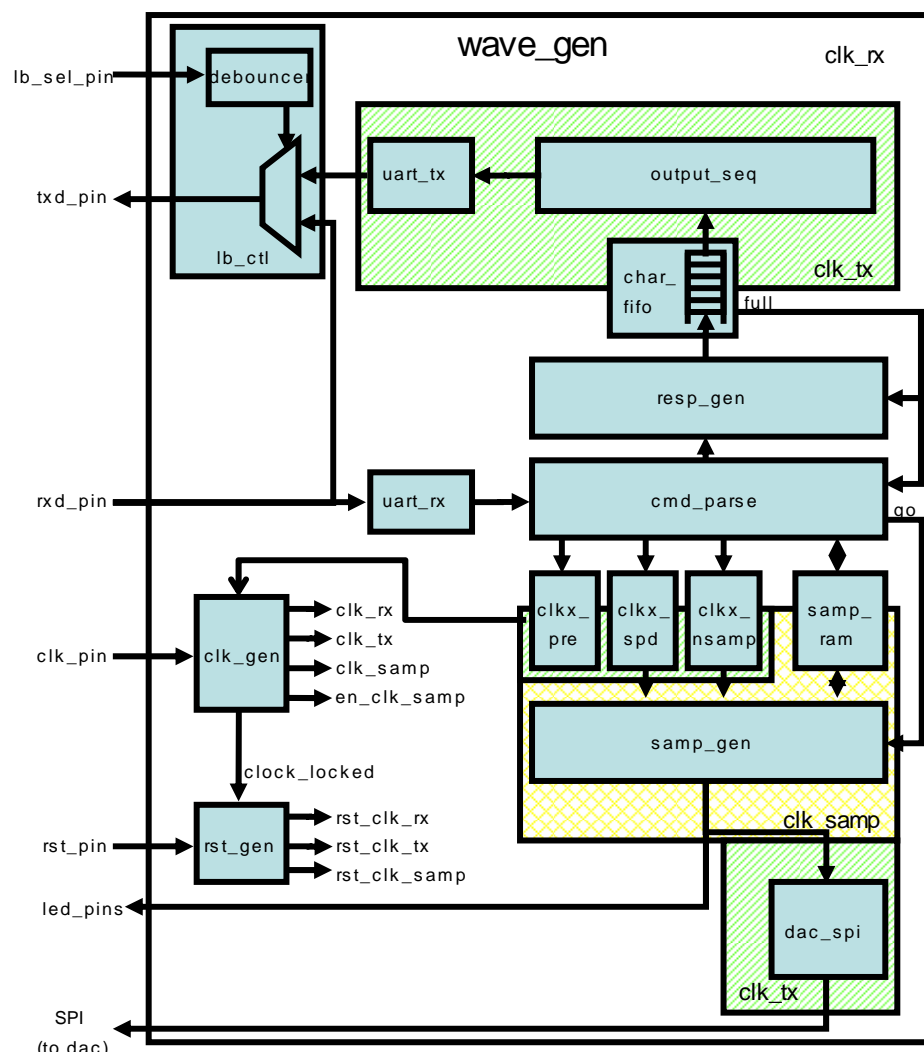 wave_gen
clk_rx
lb_sel_pin
debouncer
txd_pin
uart_tx
output_seq
lb_ctl
clk_tx
char_
fifo
full
resp_gen
rxd_pin
uart_rx
cmd_parse
go
clkx_
pre
clkx_
spd
clkx_
nsamp
samp_
ram
clk_pin
clk_gen
clk_rx
clk_tx
clk_samp
en_clk_samp
samp_gen
clock_locked
clk_samp
rst_pin
rst_gen
rst_clk_rx
rst_clk_tx
rst_clk_samp
led_pins
dac_spi
clk_tx
SPI
(to dac)